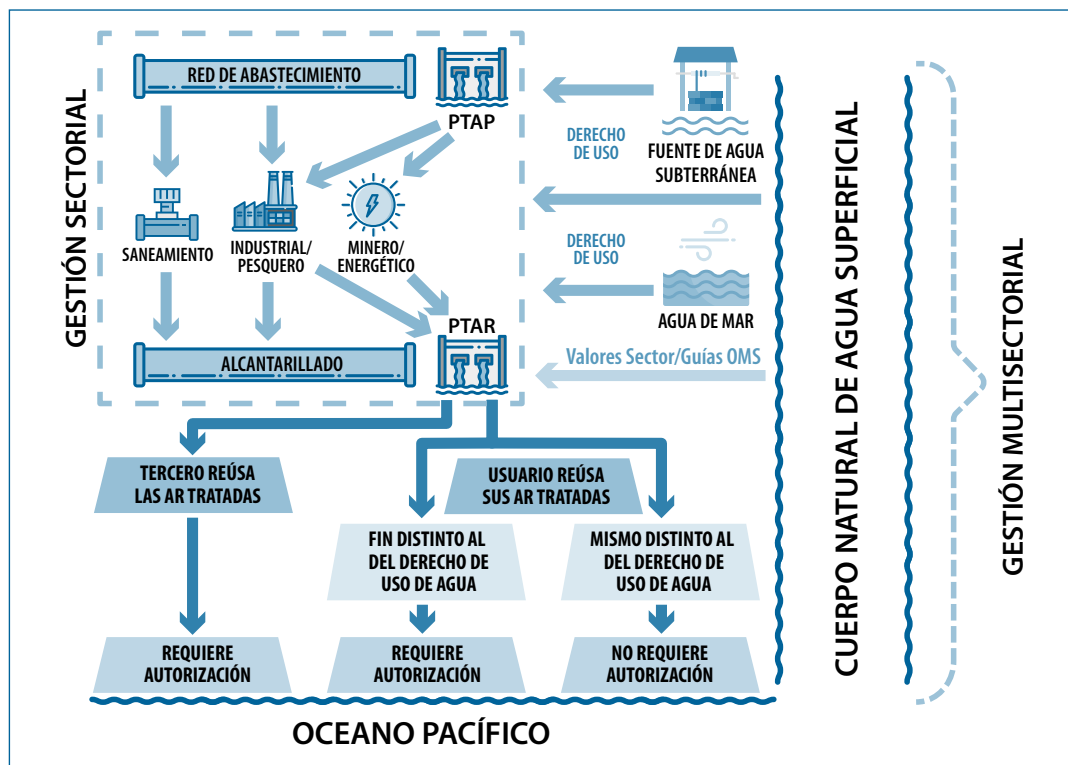 GESTIÓN SECTORIAL
RED DE ABASTECIMIENTO
PTAP
SANEAMIENTO
INDUSTRIAL/
PESQUERO
MINERO/
ENERGÉTICO
ALCANTARILLADO
PTAR
DERECHO
DE USO
FUENTE DE AGUA
SUBTERRÁNEA
DERECHO
DE USO
AGUA DE MAR
Valores Sector/Guías OMS
TERCERO REÚSA
LAS AR TRATADAS
USUARIO REÚSA
SUS AR TRATADAS
FIN DISTINTO AL
DEL DERECHO DE
USO DE AGUA
MISMO DISTINTO AL
DEL DERECHO DE
USO DE AGUA
REQUIERE
AUTORIZACIÓN
REQUIERE
AUTORIZACIÓN
NO REQUIERE
AUTORIZACIÓN
OCEANO PACÍFICO
CUERPO NATURAL DE AGUA SUPERFICIAL
GESTIÓN MULTISECTORIAL